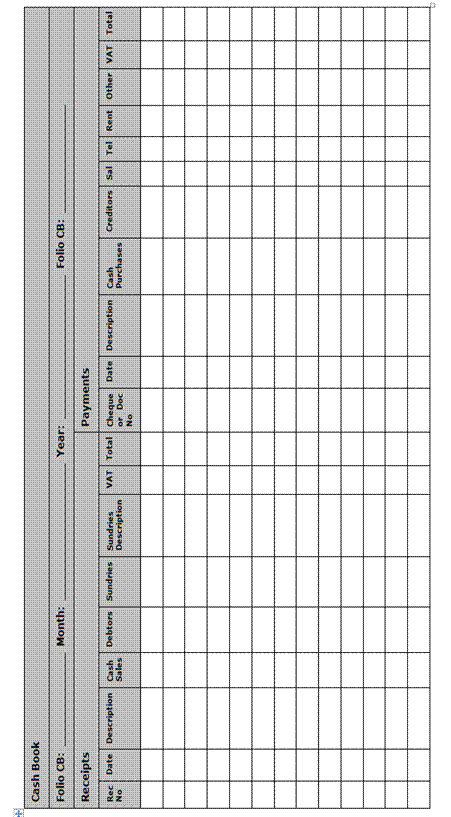 Cash Book
Folio CB: Month: Year: Folio CB:
Receipts Payments
Rec No Date Description Cash Sales Debtors Sundries Sundries Description VAT Total Cheque or Doc No Date Description Cash Purchases Creditors Sal Tel Rent Other VAT Total